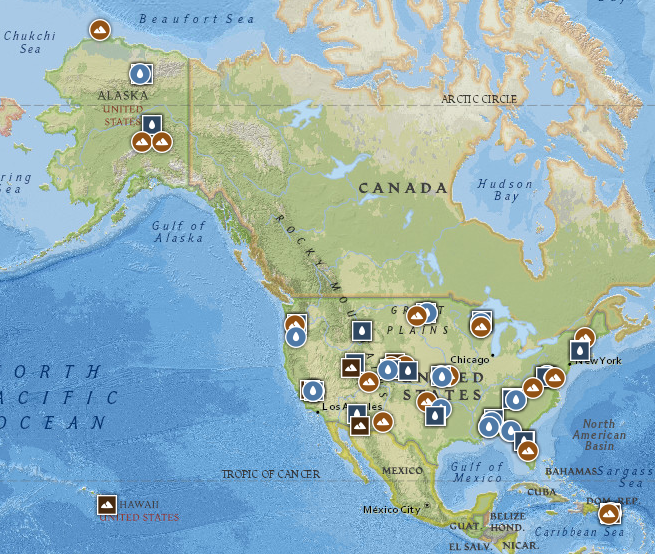 Beaufort Sea
Chukchi
Sea
ALASKA
UNITED
STATES
ARCTIC CIRCLE
CANADA
Hudson
Bay
ring
Sea
Gulf of
Alaska
ROCKY MOU
GREAT
PLAINS
Chicago
New York
NORTH
PACIFIC
OCEAN
UNITED
STATES
Los Angeles
North
American
Basin
TROPIC OF CANCER
MEXICO
Gulf of
Mexico
BAHAMAS
Sargass
Sea
CUBA
HAWAII
UNITED STATES
México City
DOM. REP.
BELIZE
GUAT.
HOND.
Caribbean Sea
EL SALV.
NICAR.